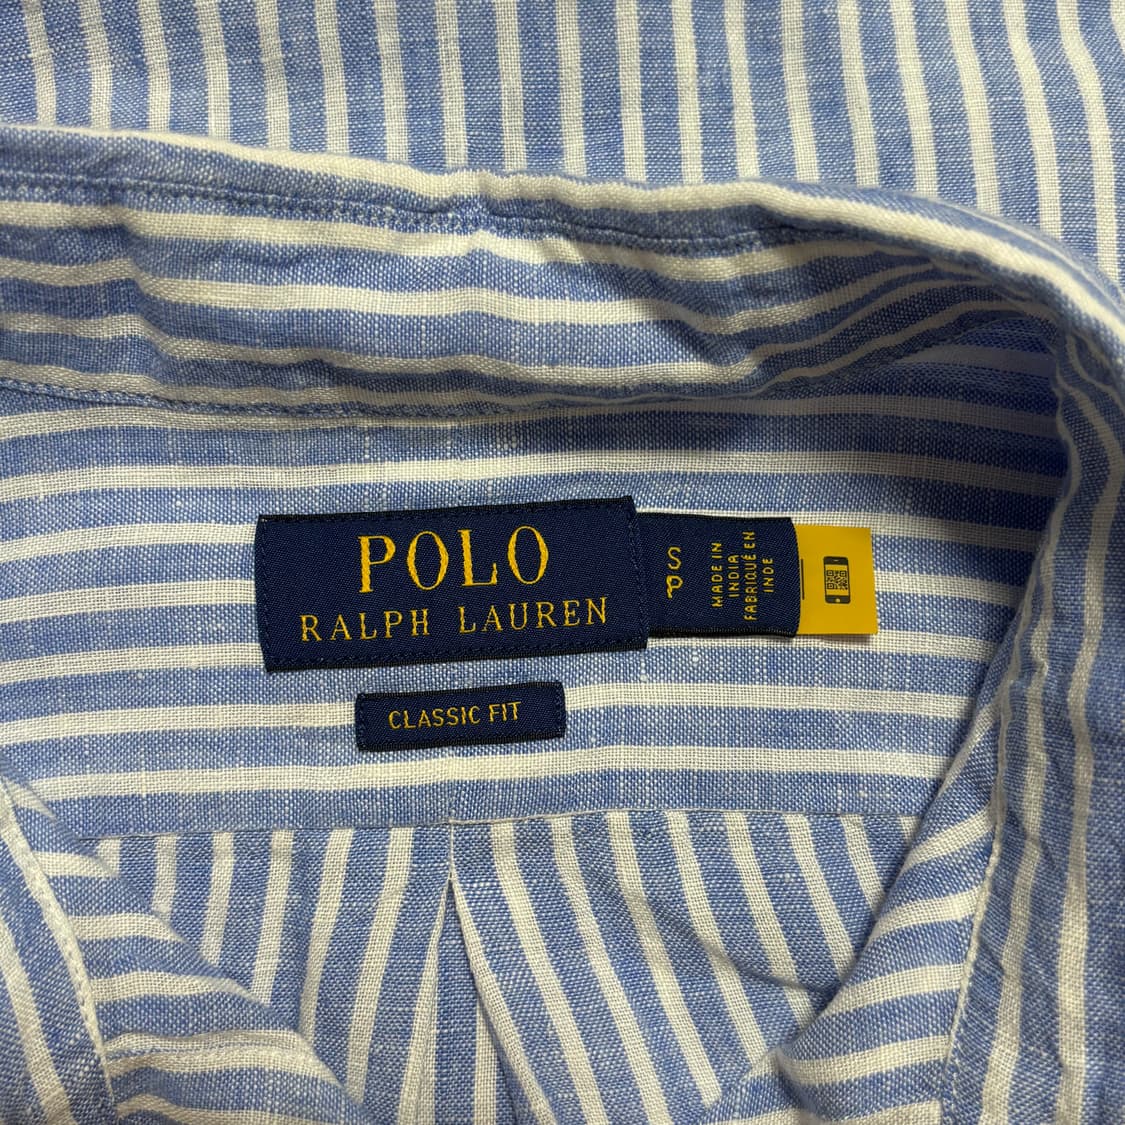 POLO
RALPH LAUREN
S
P
MADE IN
INDIA
FABRIQUÉ EN
INDE
CLASSIC FIT